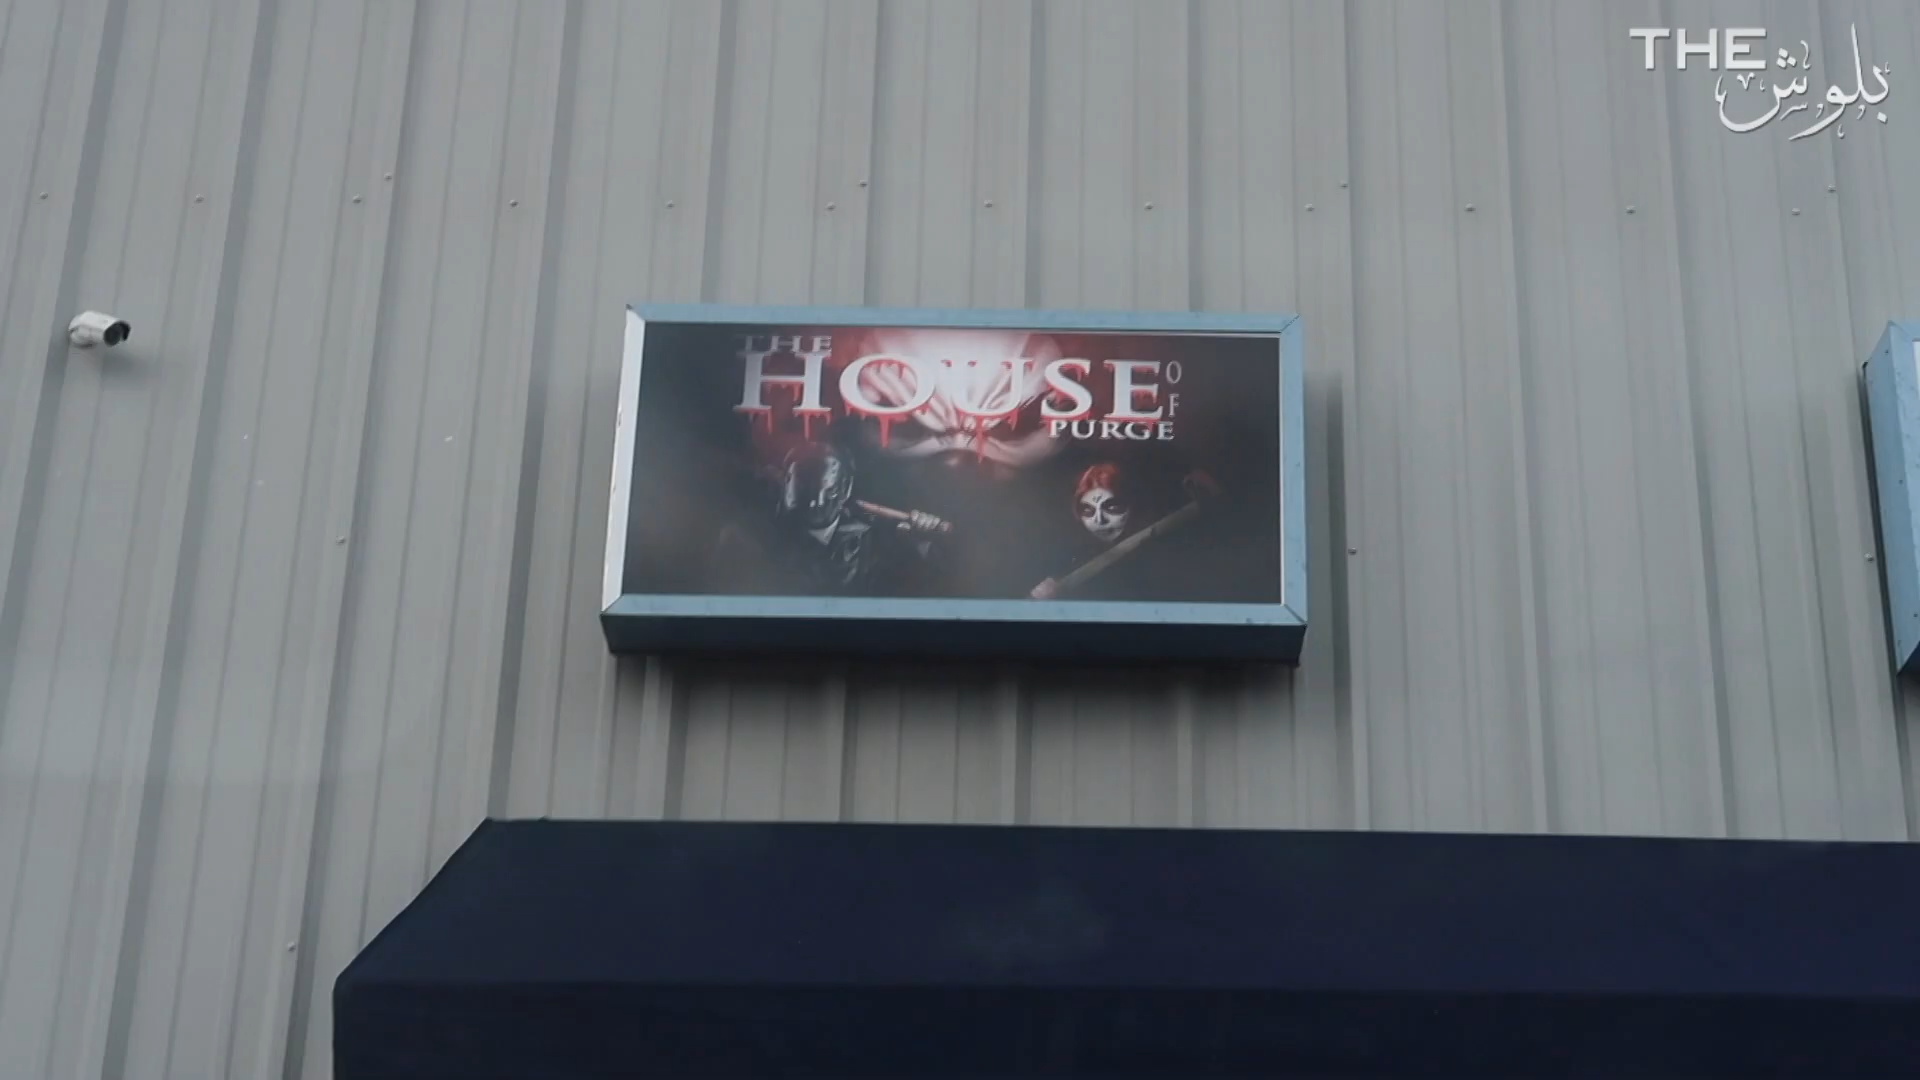 THE بلوش
THE
HOUSE OF
PURGE